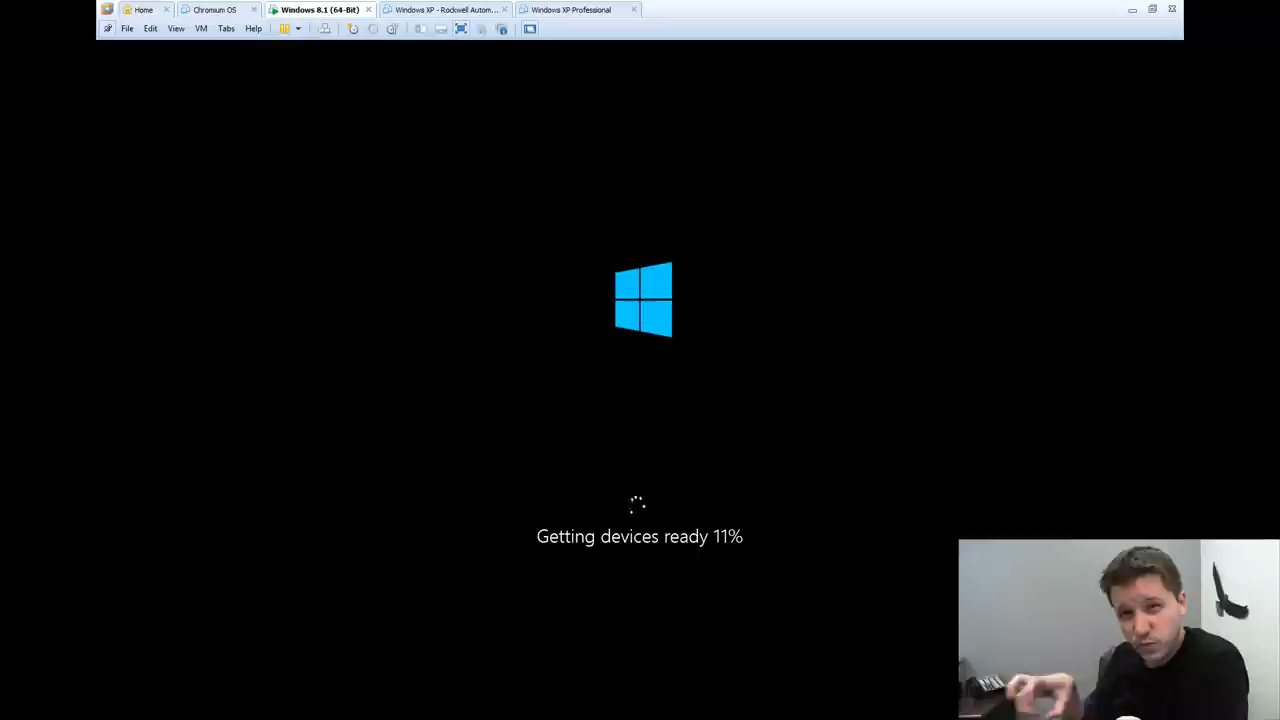 Home
Chromium OS
Windows 8.1 (64-Bit)
Windows XP - Rockwell Autom...
Windows XP Professional
File Edit View VM Tabs Help
Getting devices ready 11%